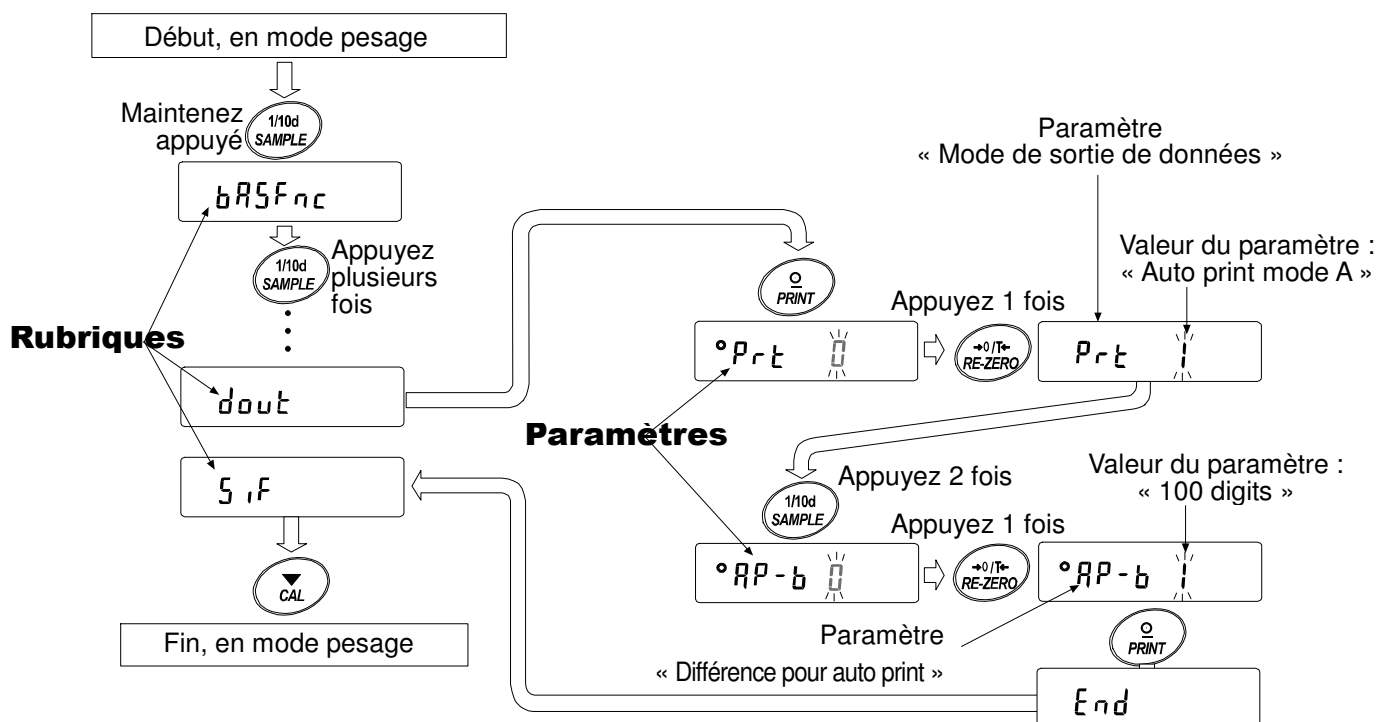 Début, en mode pesage
Maintenez
appuyé
1/10d
SAMPLE
bASFnc
1/10d
SAMPLE
Appuyez
plusieurs
fois
Rubriques
dout
S iF
CAL
Fin, en mode pesage
PRINT
Appuyez 1 fois
Prt 0
→0/T←
RE-ZERO
Paramètre
« Mode de sortie de données »
Valeur du paramètre :
« Auto print mode A »
Prt 1
Paramètres
1/10d
SAMPLE
Appuyez 2 fois
Appuyez 1 fois
AP-b 0
→0/T←
RE-ZERO
Valeur du paramètre :
« 100 digits »
AP-b 1
Paramètre
« Différence pour auto print »
PRINT
End